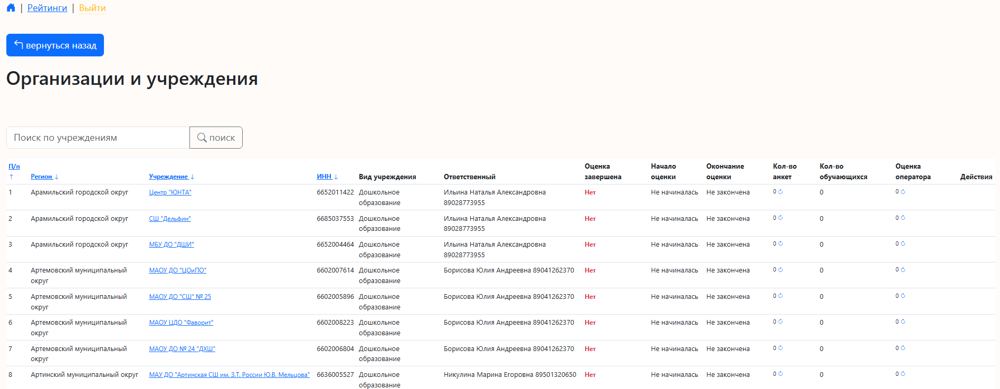 | Рейтинги | Выйти
вернуться назад
Организации и учреждения
Поиск по учреждениям поиск
П/п ↑ Регион ↓ Учреждение ↓ ИНН ↓ Вид учреждения Ответственный Оценка завершена Начало оценки Окончание оценки Кол-во анкет Кол-во обучающихся Оценка оператора Действия
1 Арамильский городской округ Центр "ЮНТА" 6652011422 Дошкольное образование Ильина Наталья Александровна 89028773955 Нет Не начиналась Не закончена 0 0 0
2 Арамильский городской округ СШ "Дельфин" 6685037553 Дошкольное образование Ильина Наталья Александровна 89028773955 Нет Не начиналась Не закончена 0 0 0
3 Арамильский городской округ МБУ ДО "ДШИ" 6652004464 Дошкольное образование Ильина Наталья Александровна 89028773955 Нет Не начиналась Не закончена 0 0 0
4 Артемовский муниципальный округ МАОУ ДО "ЦОиПО" 6602007614 Дошкольное образование Борисова Юлия Андреевна 89041262370 Нет Не начиналась Не закончена 0 0 0
5 Артемовский муниципальный округ МАОУ ДО "СШ" № 25 6602005896 Дошкольное образование Борисова Юлия Андреевна 89041262370 Нет Не начиналась Не закончена 0 0 0
6 Артемовский муниципальный округ МАОУ ЦДО "Фаворит" 6602008223 Дошкольное образование Борисова Юлия Андреевна 89041262370 Нет Не начиналась Не закончена 0 0 0
7 Артемовский муниципальный округ МАОУ ДО № 24 "ДХШ" 6602006804 Дошкольное образование Борисова Юлия Андреевна 89041262370 Нет Не начиналась Не закончена 0 0 0
8 Артинский муниципальный округ МАУ ДО "Артинская СШ им. З.Т. России Ю.В. Мельцова" 6636005527 Дошкольное образование Никулина Марина Егоровна 89501320650 Нет Не начиналась Не закончена 0 0 0